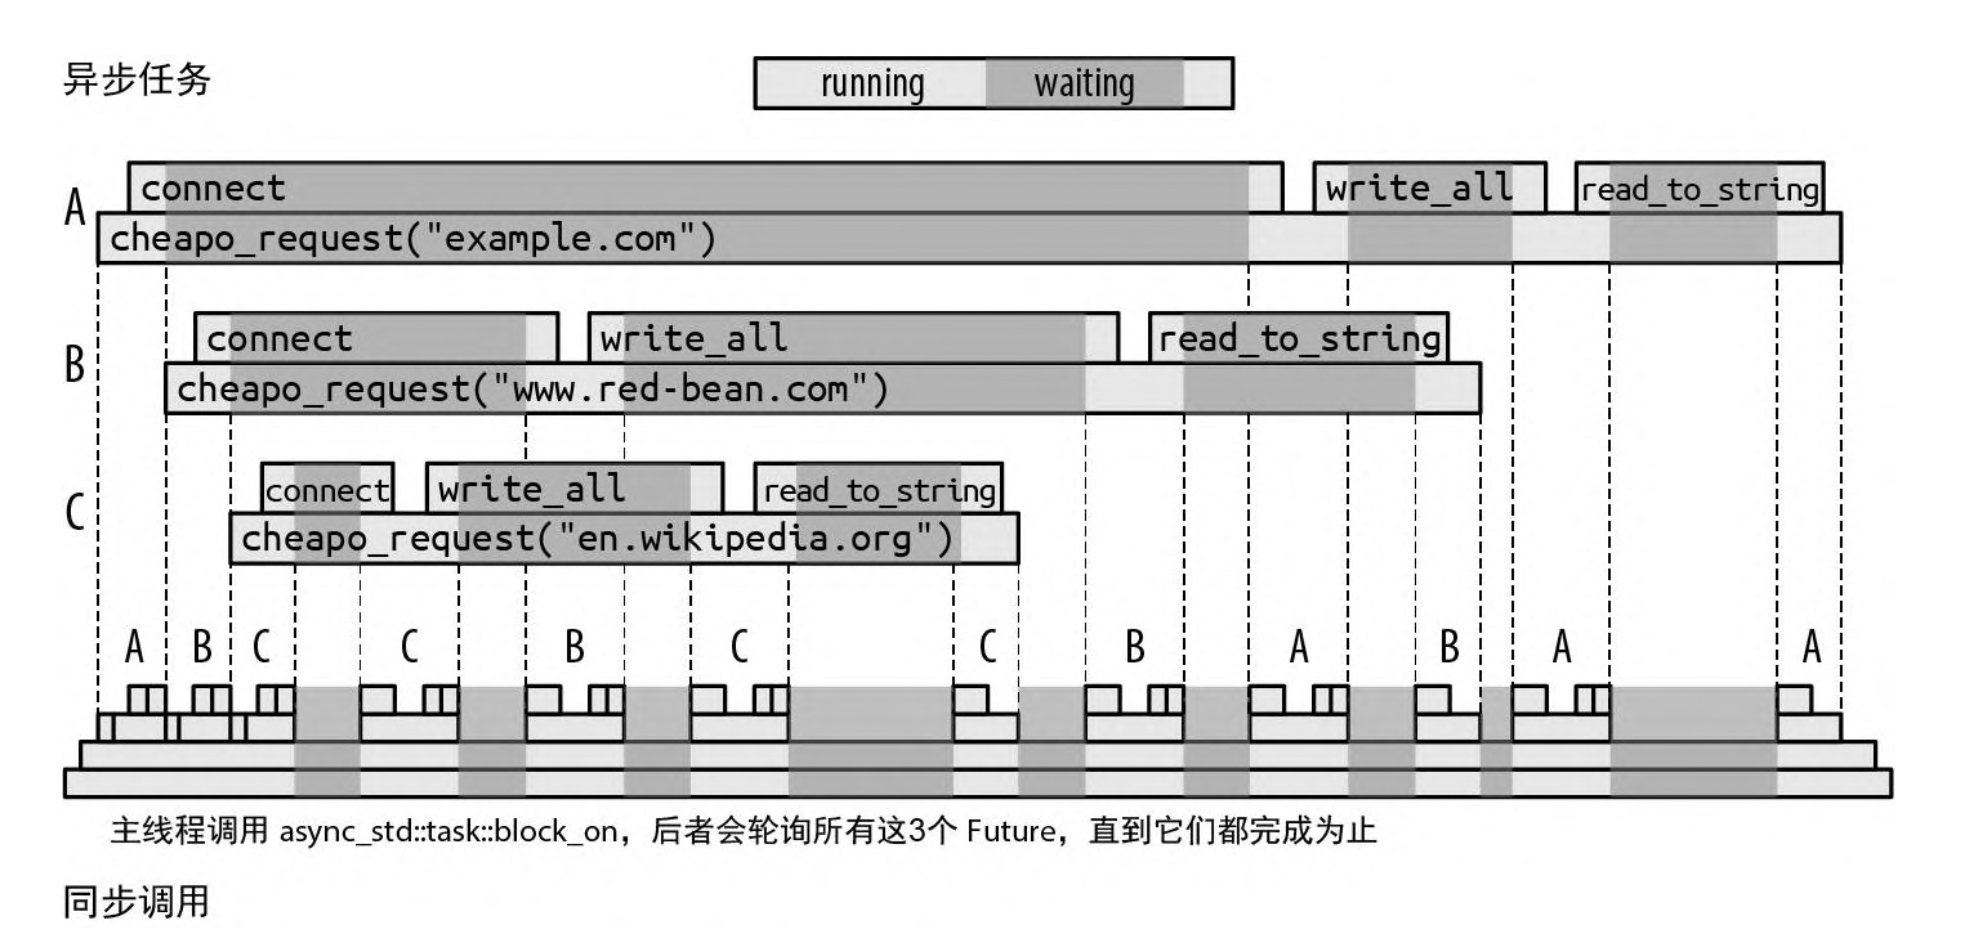 异步任务
running waiting
A
connect write_all read_to_string
cheapo_request("example.com")
B
connect write_all read_to_string
cheapo_request("www.red-bean.com")
C
connect write_all read_to_string
cheapo_request("en.wikipedia.org")
A B C C B C C B A B A A
主线程调用 async_std::task::block_on，后者会轮询所有这3个 Future，直到它们都完成为止
同步调用